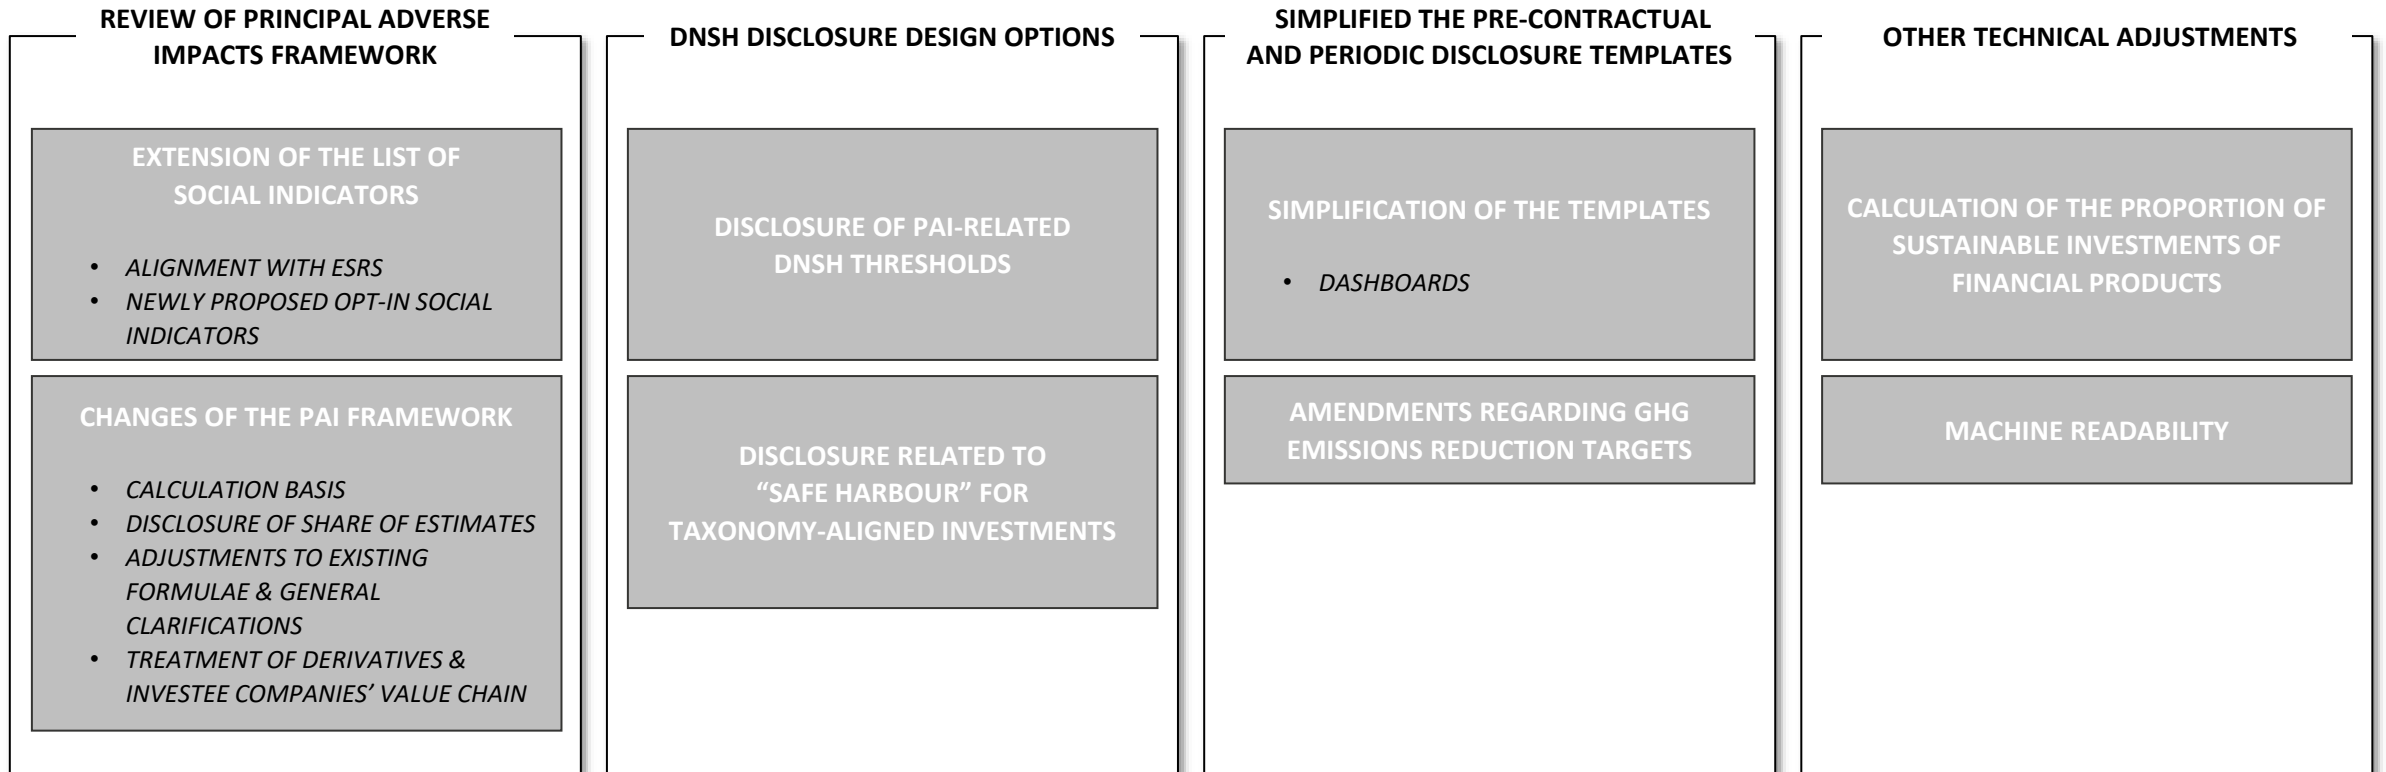 REVIEW OF PRINCIPAL ADVERSE
IMPACTS FRAMEWORK
EXTENSION OF THE LIST OF
SOCIAL INDICATORS
• ALIGNMENT WITH ESRS
• NEWLY PROPOSED OPT-IN SOCIAL
INDICATORS
CHANGES OF THE PAI FRAMEWORK
• CALCULATION BASIS
• DISCLOSURE OF SHARE OF ESTIMATES
• ADJUSTMENTS TO EXISTING
FORMULAE & GENERAL
CLARIFICATIONS
• TREATMENT OF DERIVATIVES &
INVESTEE COMPANIES’ VALUE CHAIN
DNSH DISCLOSURE DESIGN OPTIONS
DISCLOSURE OF PAI-RELATED
DNSH THRESHOLDS
DISCLOSURE RELATED TO
“SAFE HARBOUR” FOR
TAXONOMY-ALIGNED INVESTMENTS
SIMPLIFIED THE PRE-CONTRACTUAL
AND PERIODIC DISCLOSURE TEMPLATES
SIMPLIFICATION OF THE TEMPLATES
• DASHBOARDS
AMENDMENTS REGARDING GHG
EMISSIONS REDUCTION TARGETS
OTHER TECHNICAL ADJUSTMENTS
CALCULATION OF THE PROPORTION OF
SUSTAINABLE INVESTMENTS OF
FINANCIAL PRODUCTS
MACHINE READABILITY